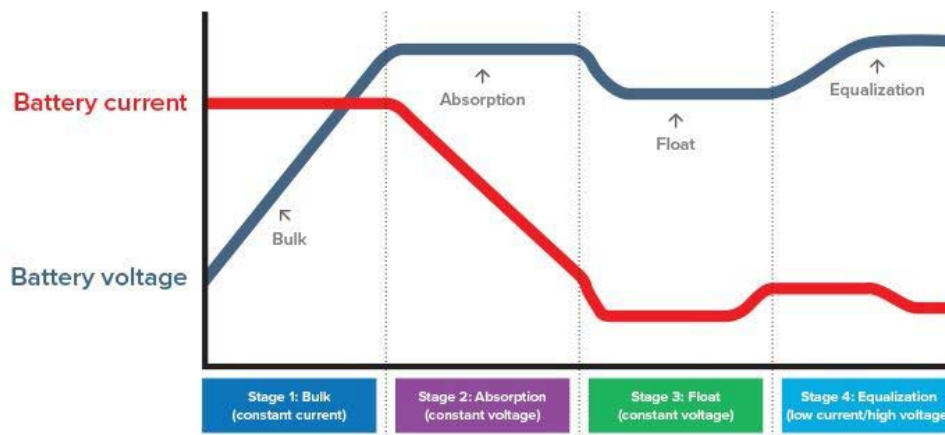 Battery current
Battery voltage
Bulk
Absorption
Float
Equalization
Stage 1: Bulk
(constant current)
Stage 2: Absorption
(constant voltage)
Stage 3: Float
(constant voltage)
Stage 4: Equalization
(low current/high voltage